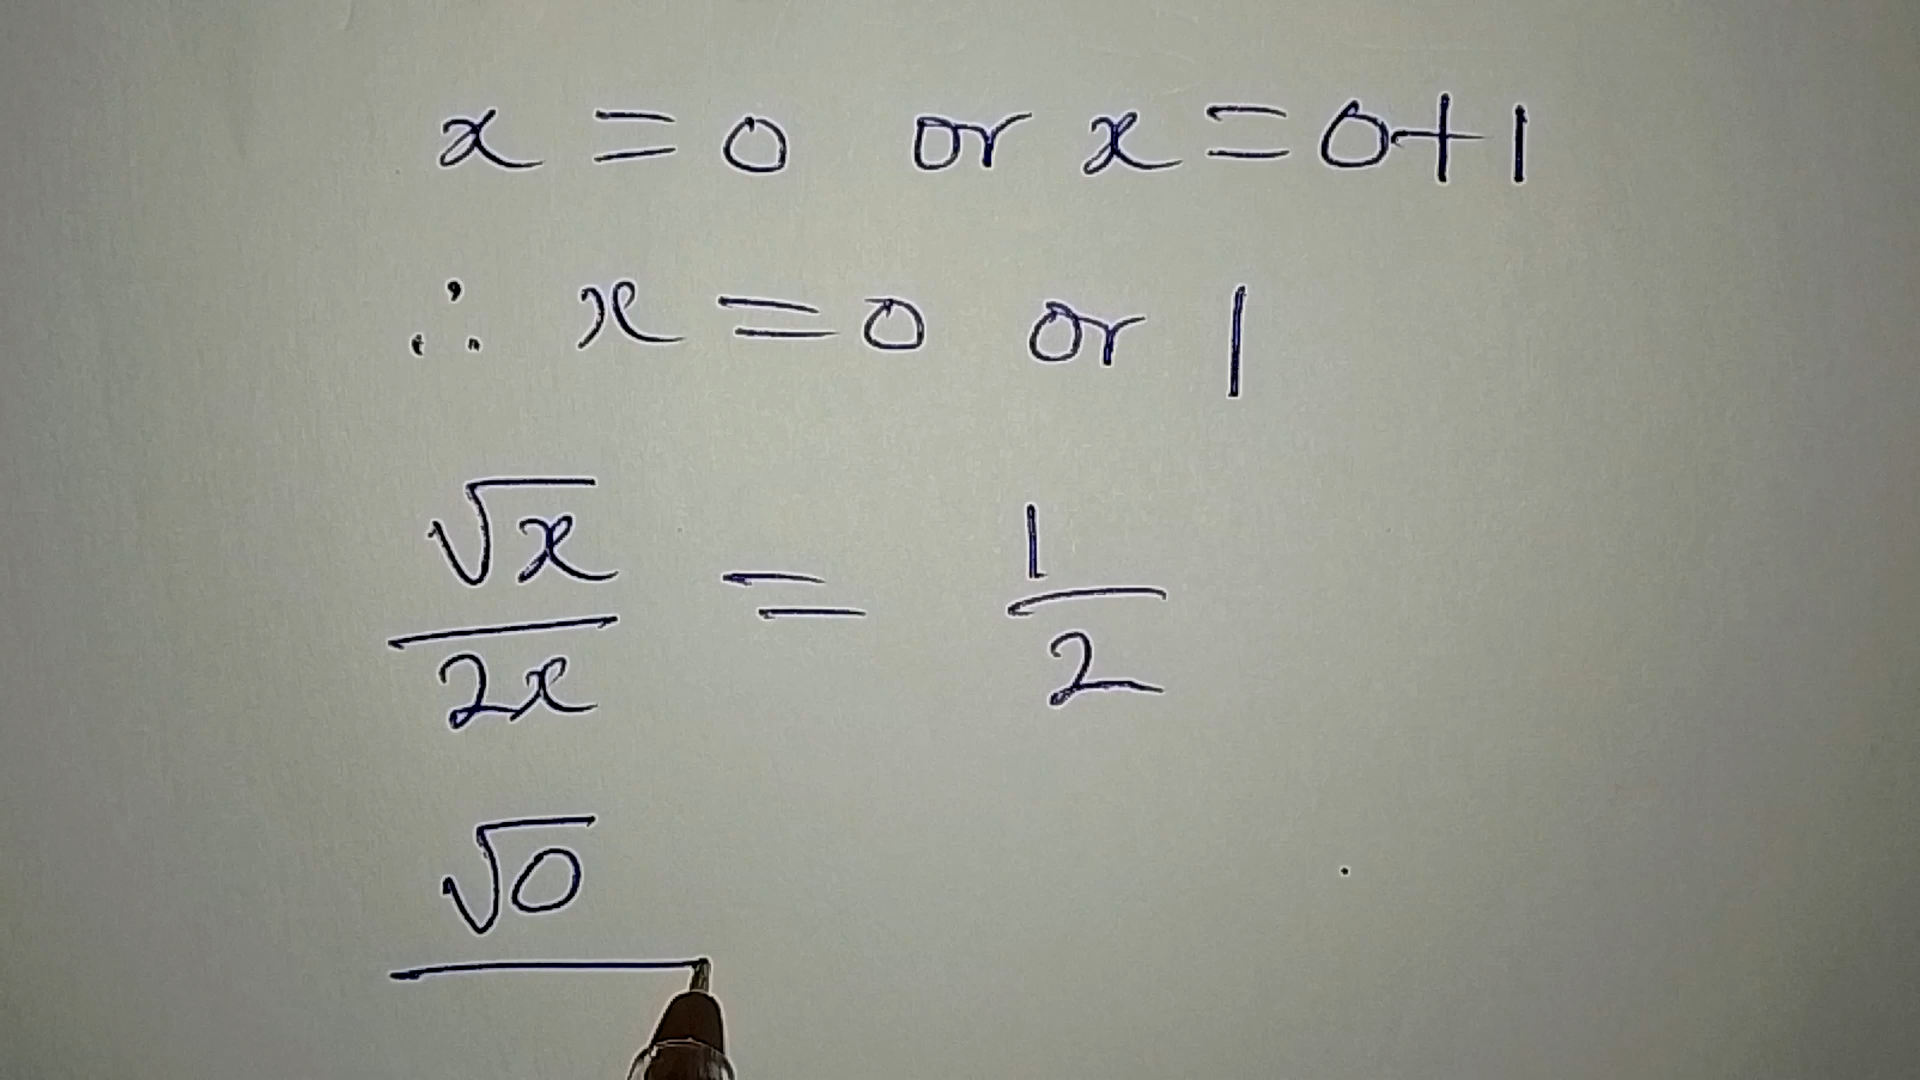 x = 0 or x = 0+1
∴ x = 0 or 1
√x/2x = 1/2
√0